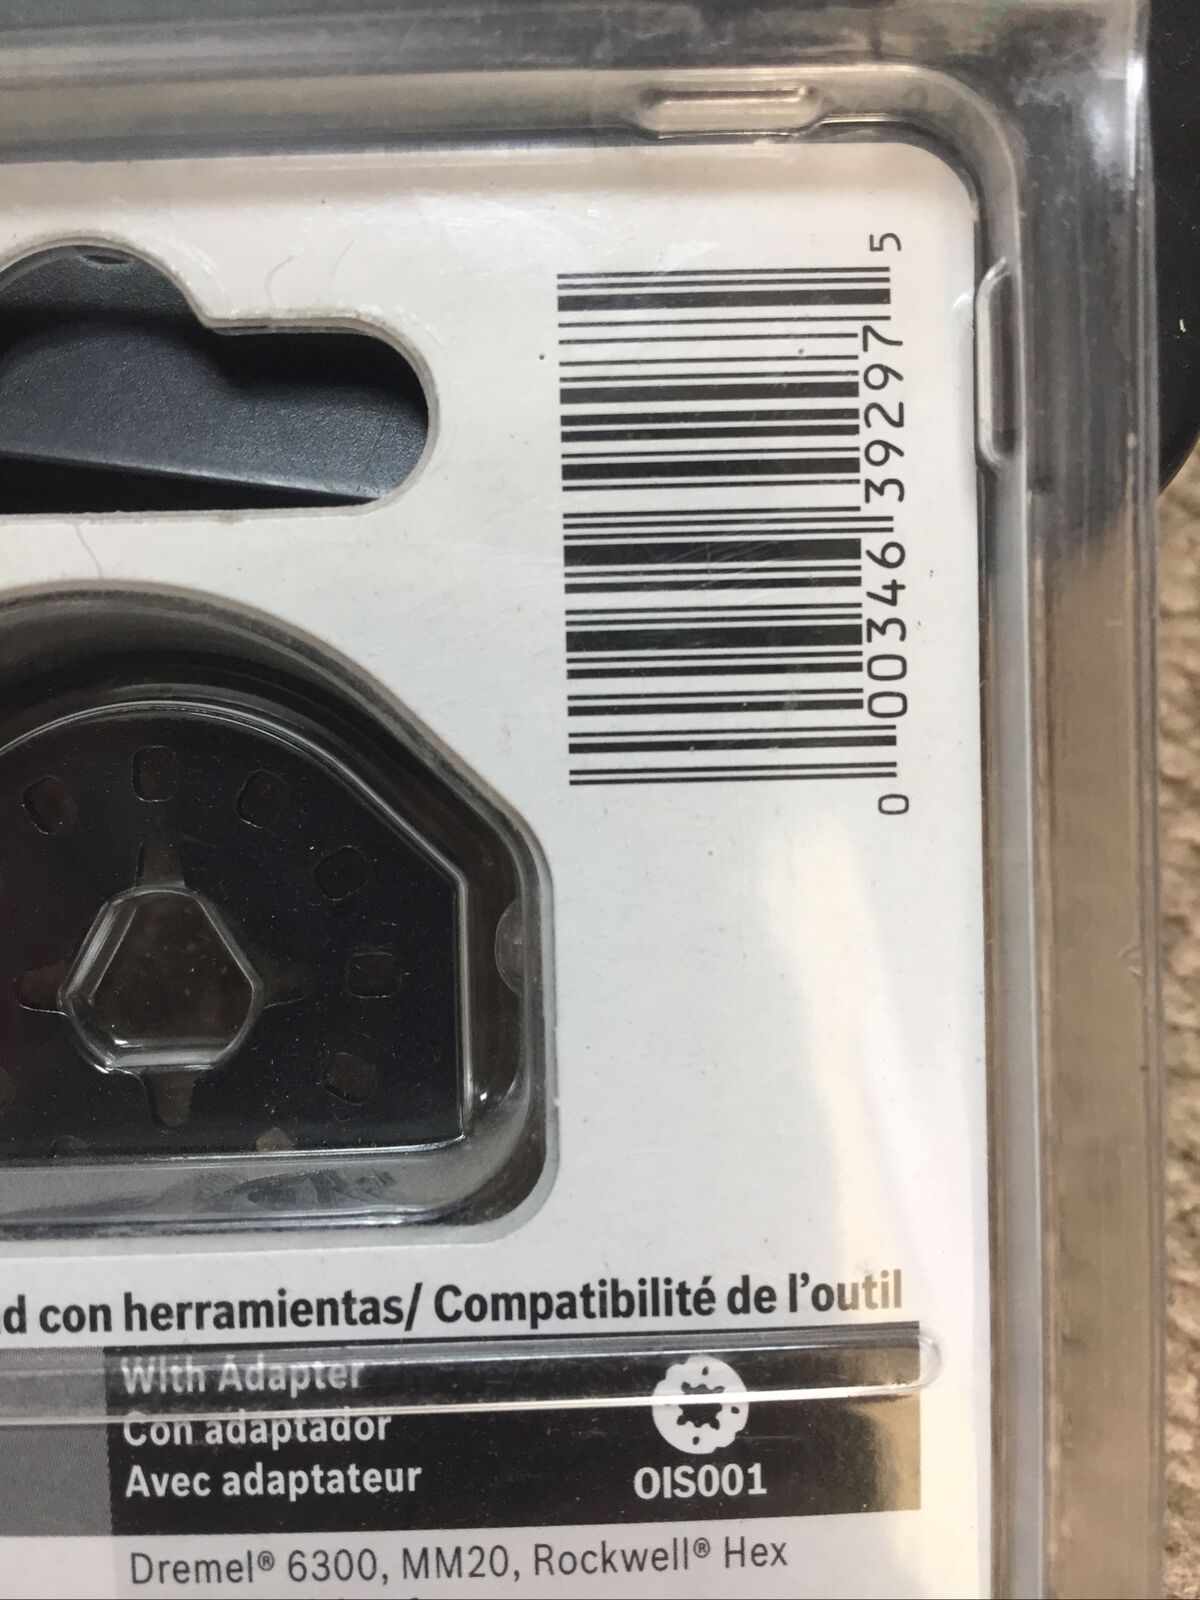 0 00346 39297 5
d con herramientas/ Compatibilité de l'outil
With Adapter
Con adaptador
Avec adaptateur
OIS001
Dremel® 6300, MM20, Rockwell® Hex